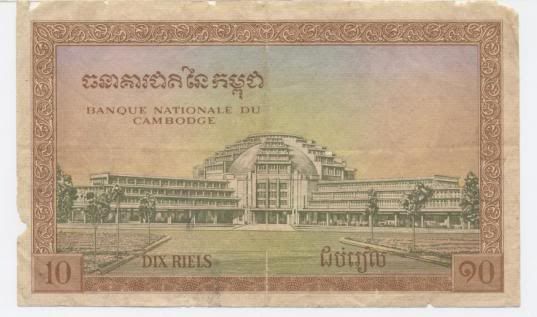 ធនាគារជាតិនៃកម្ពុជា
BANQUE NATIONALE DU
CAMBODGE
DIX RIELS
ដប់រៀល
10
១០